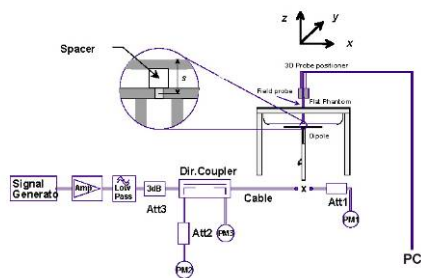 z
y
x
3D Probe positioner
Spacer
s
Field probe
Flat Phantom
Dipole
Dir.Coupler
Signal
Generato
Amp
Low
Pass
3dB
Att3
Cable
x
Att1
Att2
PM3
PM1
PM2
PC